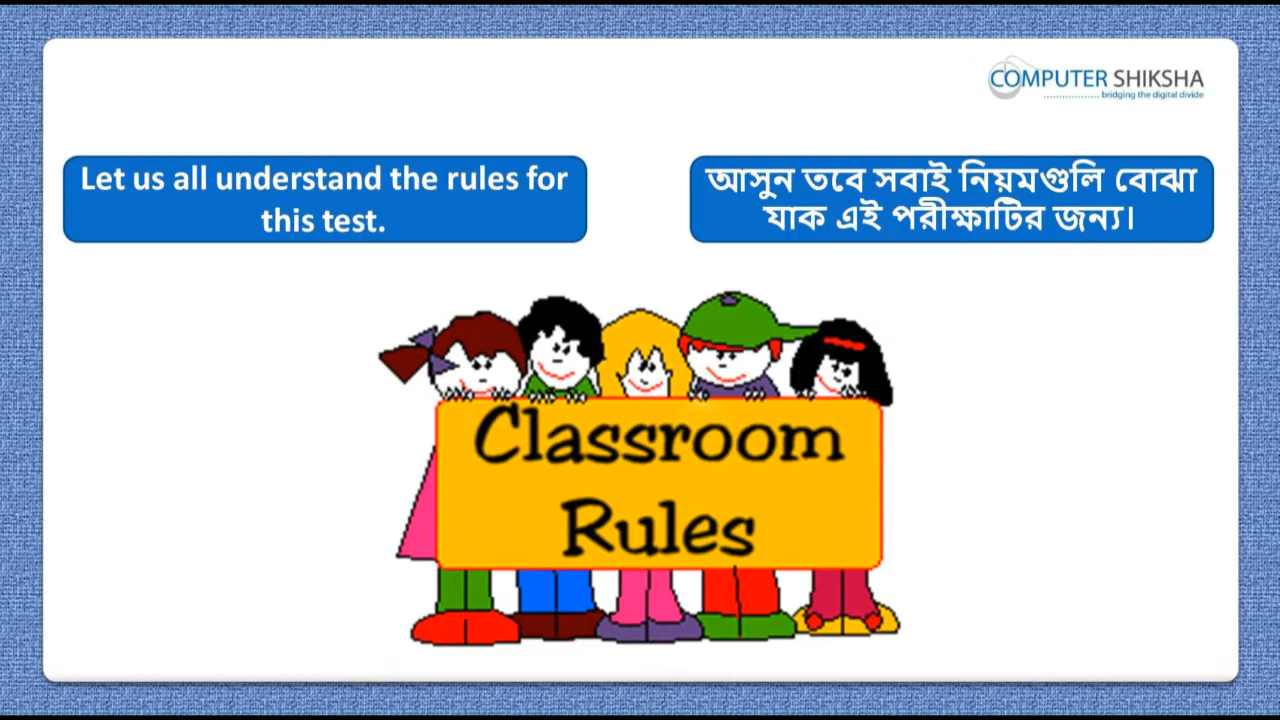 COMPUTER SHIKSHA
.................. bridging the digital divide
Let us all understand the rules for
this test.
আসুন তবে সবাই নিয়মগুলি বোঝা
যাক এই পরীক্ষাটির জন্য।
Classroom
Rules